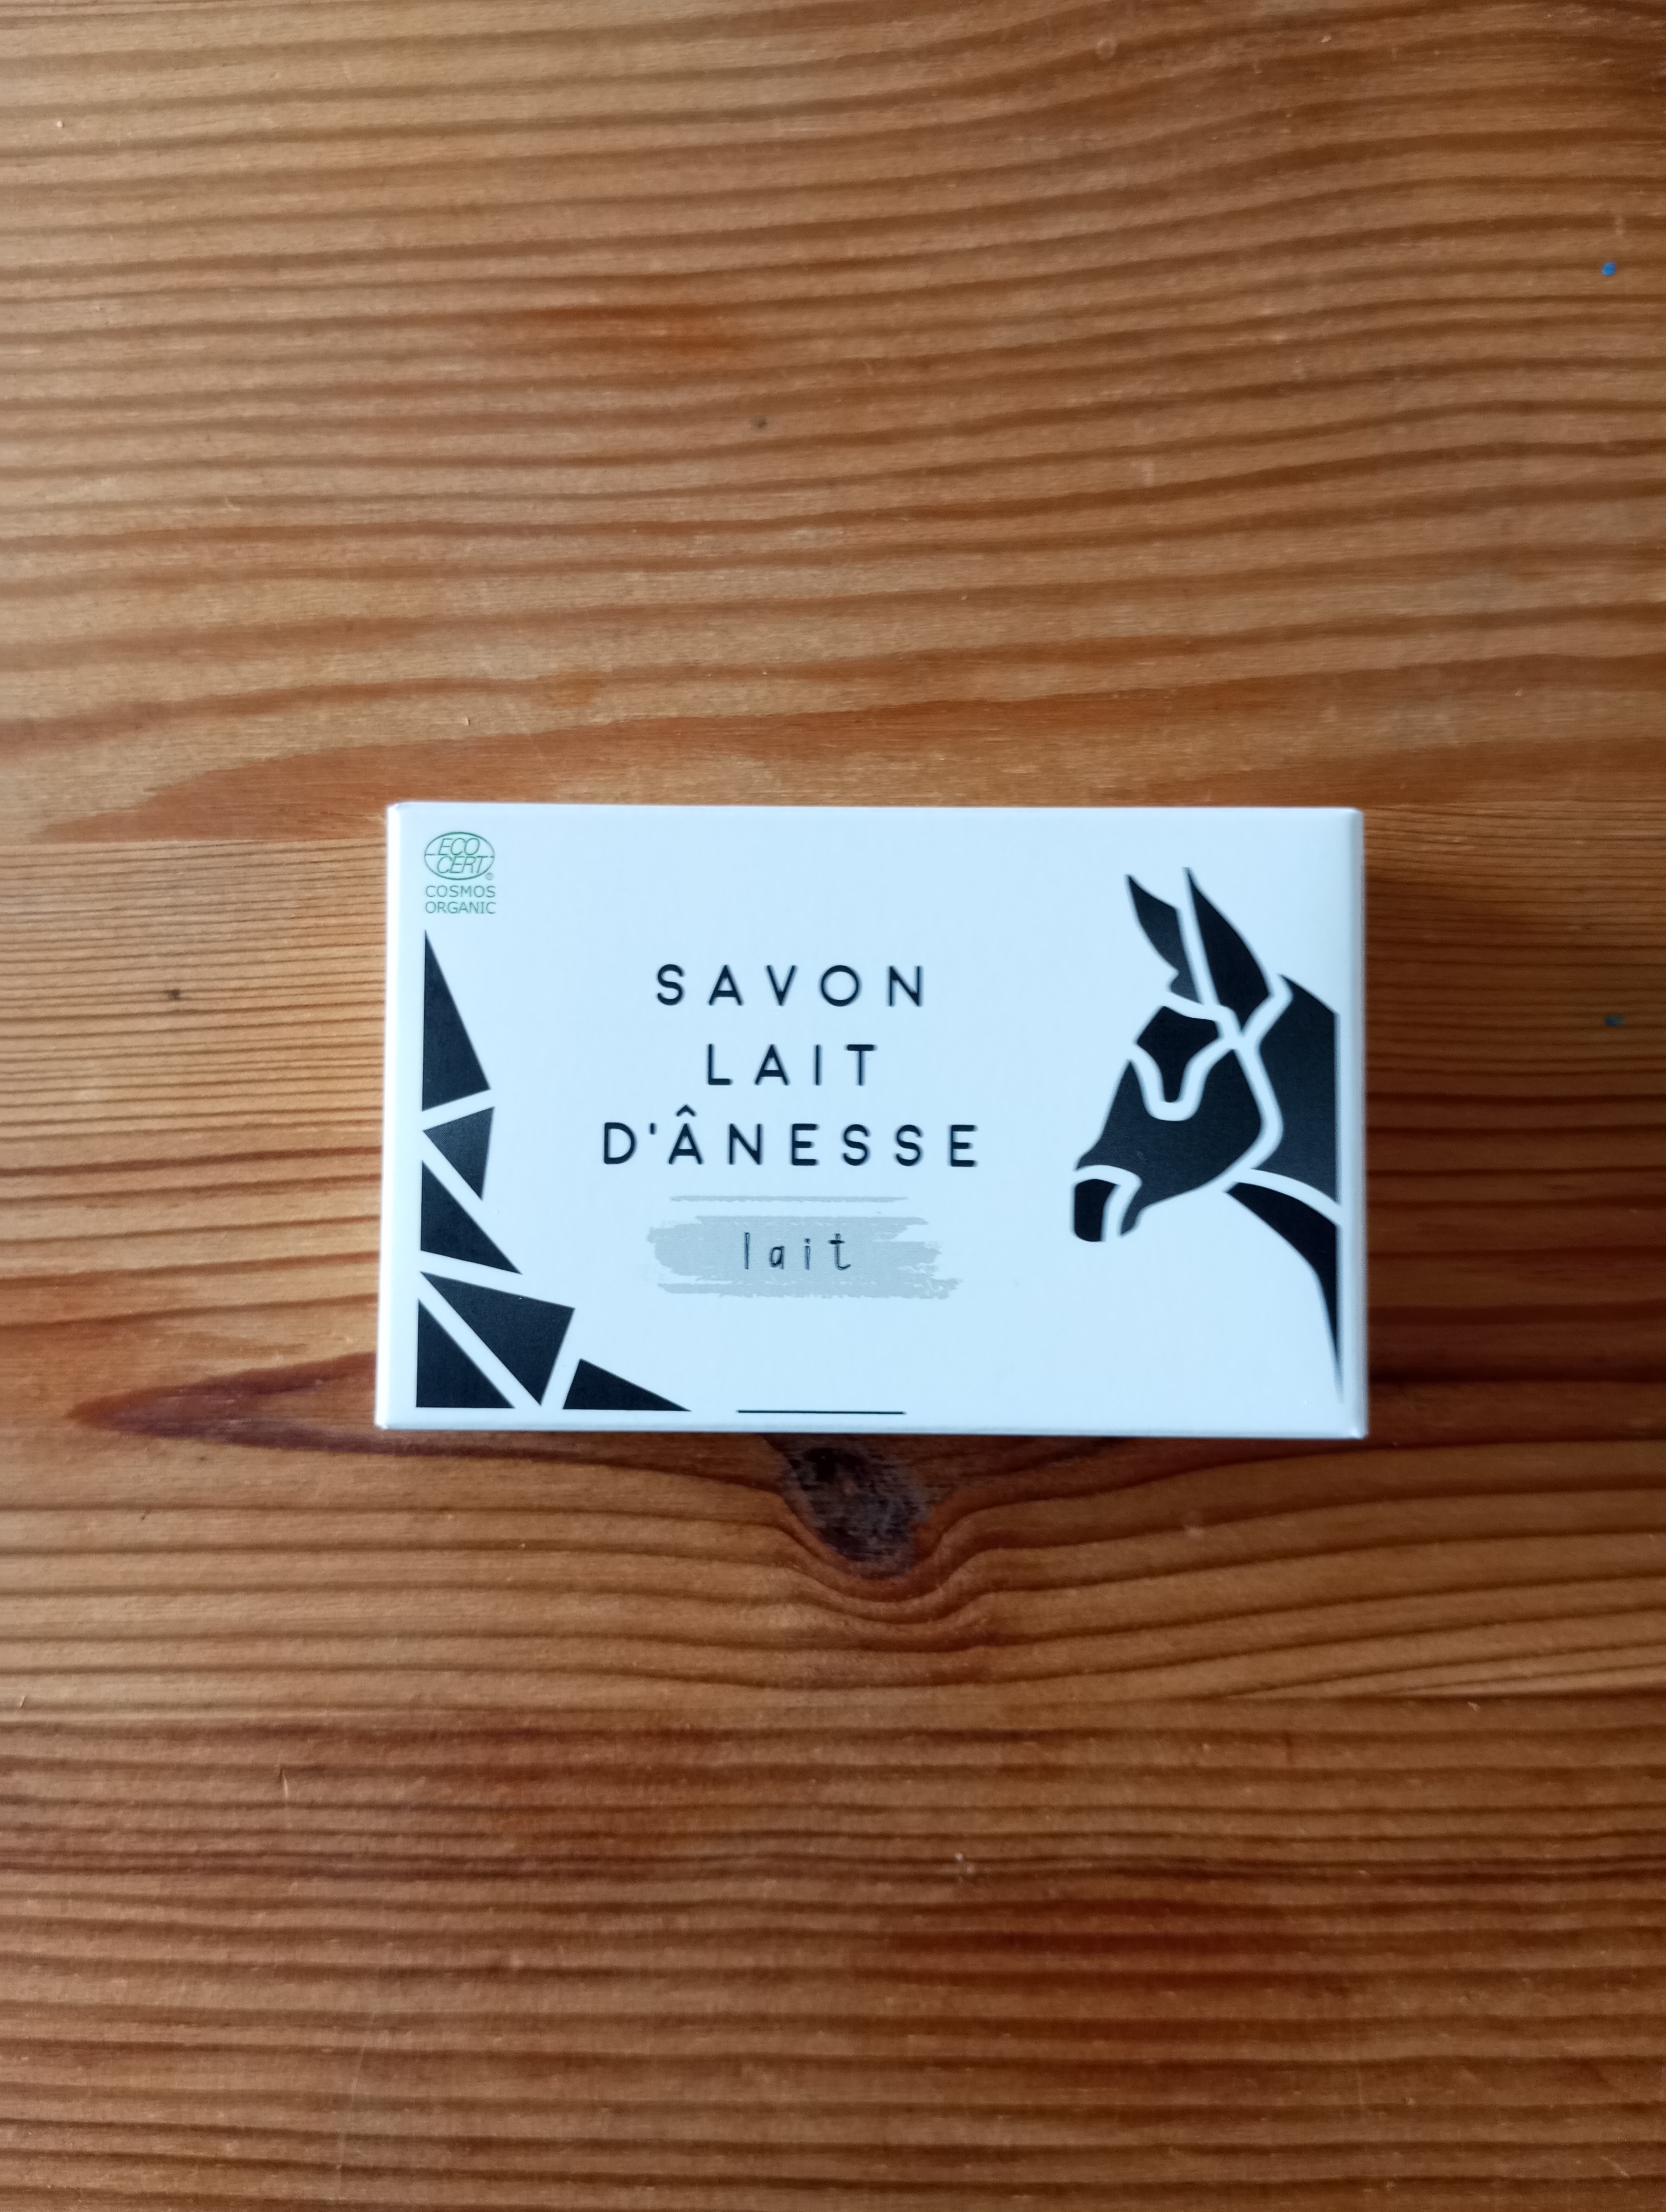 ECO
CERT®
COSMOS
ORGANIC
SAVON
LAIT
D'ÂNESSE
lait